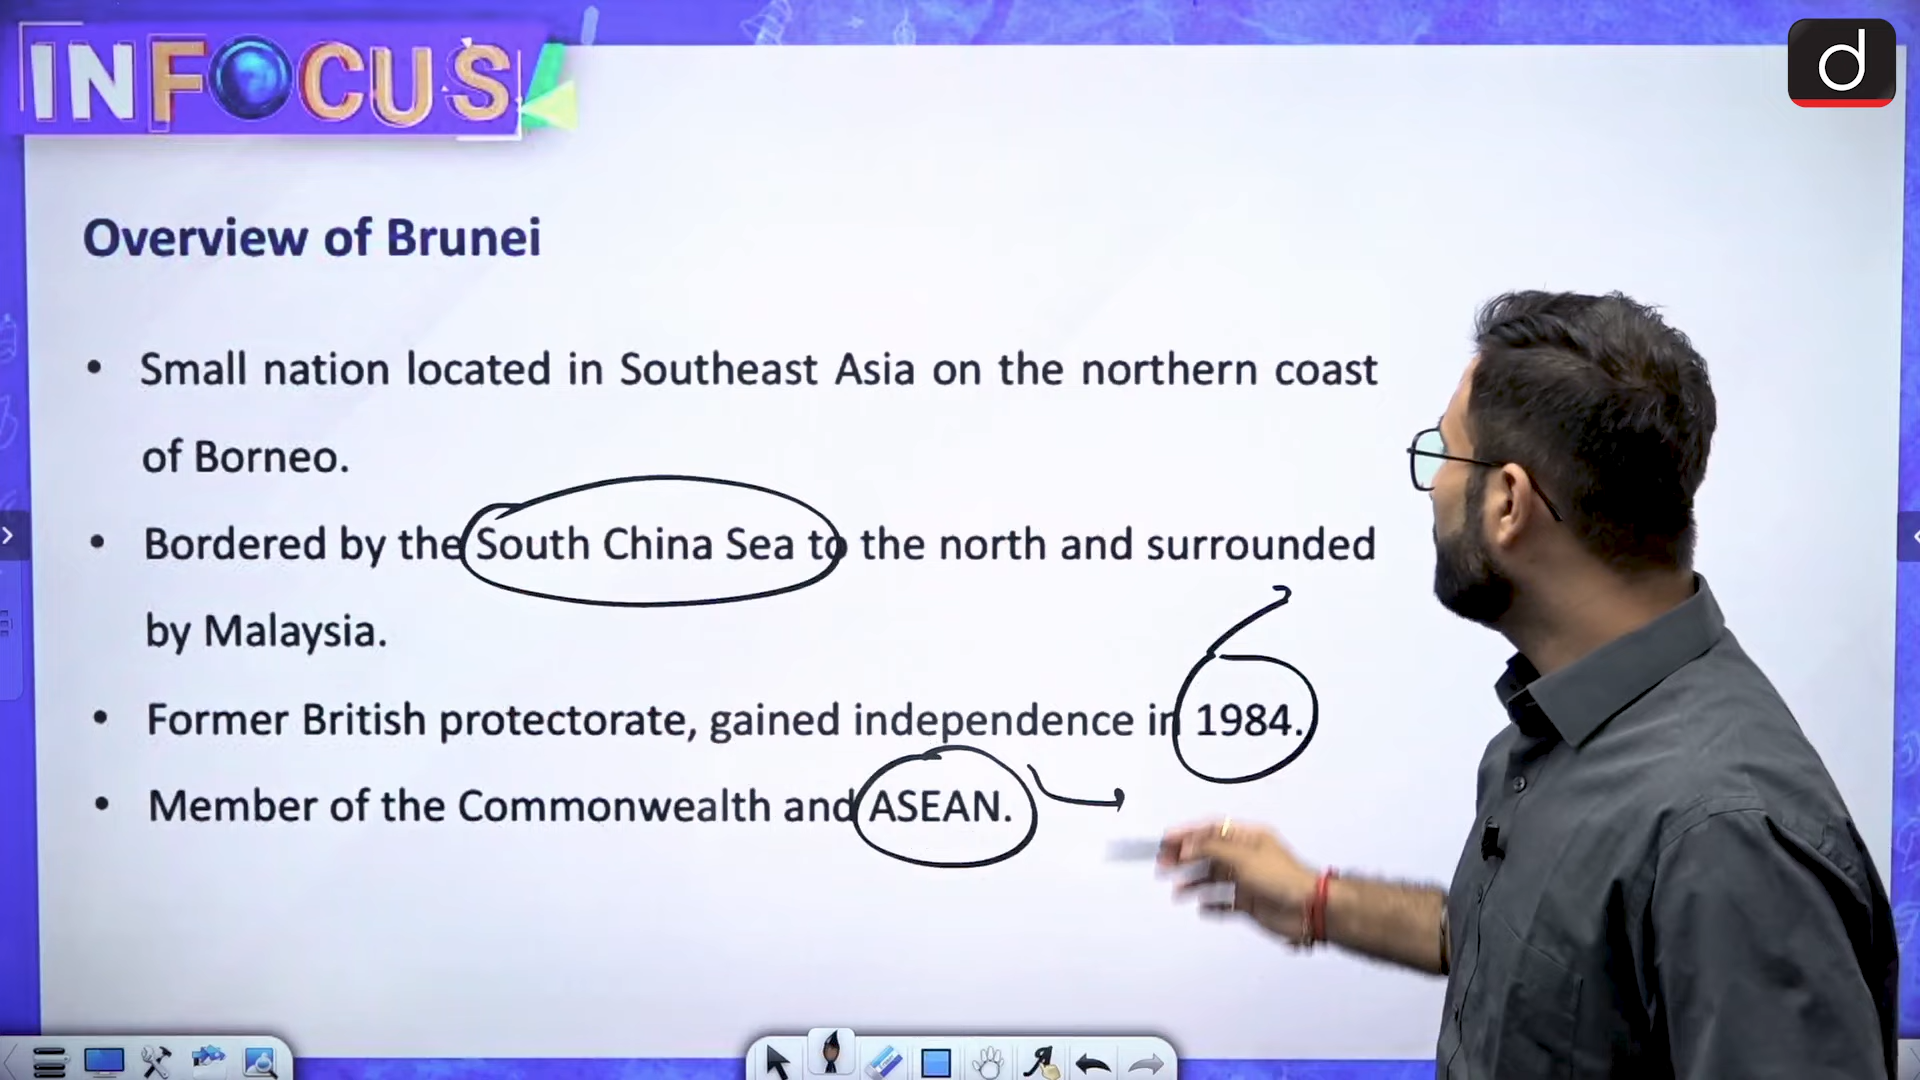 INFOCUS
d
Overview of Brunei
• Small nation located in Southeast Asia on the northern coast
of Borneo.
• Bordered by the South China Sea to the north and surrounded
by Malaysia.
• Former British protectorate, gained independence in 1984.
• Member of the Commonwealth and ASEAN.